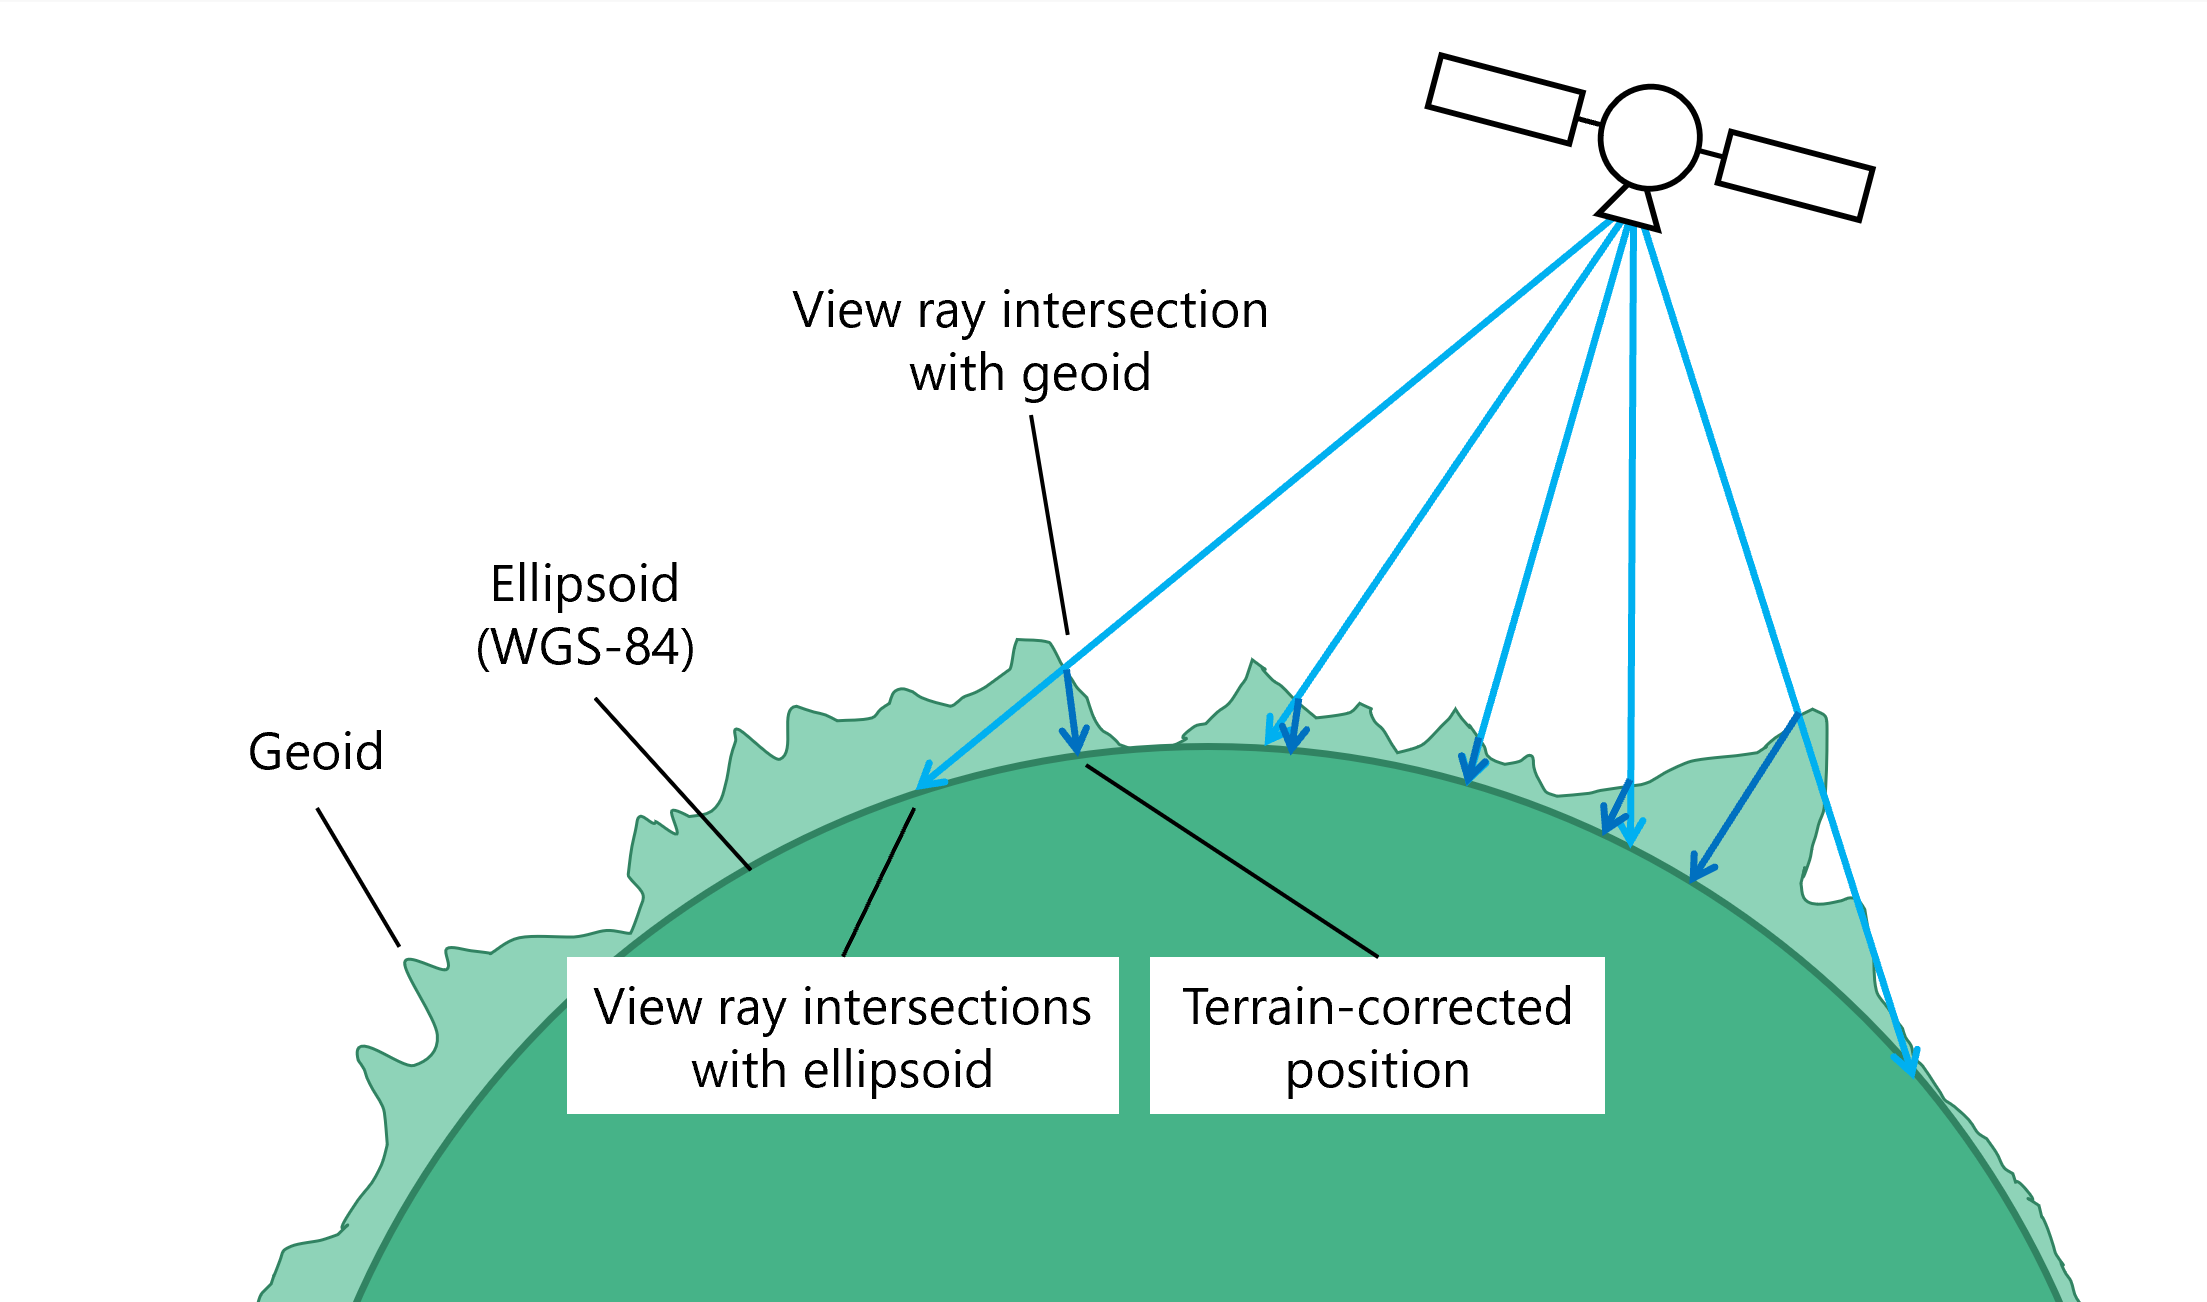 View ray intersection
with geoid
Ellipsoid
(WGS-84)
Geoid
View ray intersections
with ellipsoid
Terrain-corrected
position